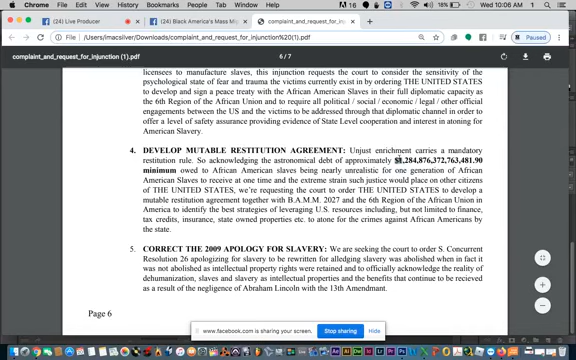 Chrome File Edit View History Bookmarks People Tab Window Help 16 18% Wed 10:06 AM
(24) Live Producer (24) Black America's Mass Mig complaint_and_request_for_inj
File /Users/imacsilver/Downloads/complaint_and_request_for_injunction%20(1).pdf Paused
complaint_and_request_for_injunction (1).pdf 6 / 7
licensees to manufacture slaves, this injunction requests the court to consider the sensitivity of the
psychological state of fear and trauma the victims currently exist in by ordering THE UNITED STATES
to develop and sign a peace treaty with the African American Slaves in their full diplomatic capacity
as the 6th Region of the African Union and to require all political / social / economic / legal / other official
engagements between the US and the victims to be addressed through that diplomatic channel in order to
offer a level of safety assurance providing evidence of State Level cooperation and interest in atoning for
American Slavery.
4. DEVELOP MUTABLE RESTITUTION AGREEMENT: Unjust enrichment carries a mandatory
restitution rule. So acknowledging the astronomical debt of approximately ,284,876,372,763,481.90
minimum owed to African American slaves being nearly unrealistic for one generation of African
American Slaves to receive at one time and the extreme strain such justice would place on other citizens
of THE UNITED STATES, we're requesting the court to order THE UNITED STATES to develop a
mutable restitution agreement together with B.A.M.M. 2027 and the 6th Region of the African Union in
America to identify the best strategies of leveraging U.S. resources including, but not limited to finance,
tax credits, insurance, state owned properties etc. to atone for the crimes against African Americans by
the state.
5. CORRECT THE 2009 APOLOGY FOR SLAVERY: We are seeking the court to order S. Concurrent
Resolution 26 apologizing for slavery to be rewritten for alledging slavery was abolished when in fact it
was not abolished as intellectual property rights were retained and to officially acknowledge the reality of
dehumanization, slaves and slavery as intellectual properties and the benefits that continue to be recieved
as a result of the negligence of Abraham Lincoln with the 13th Amendment.
Page 6
www.facebook.com is sharing your screen. Stop sharing Hide